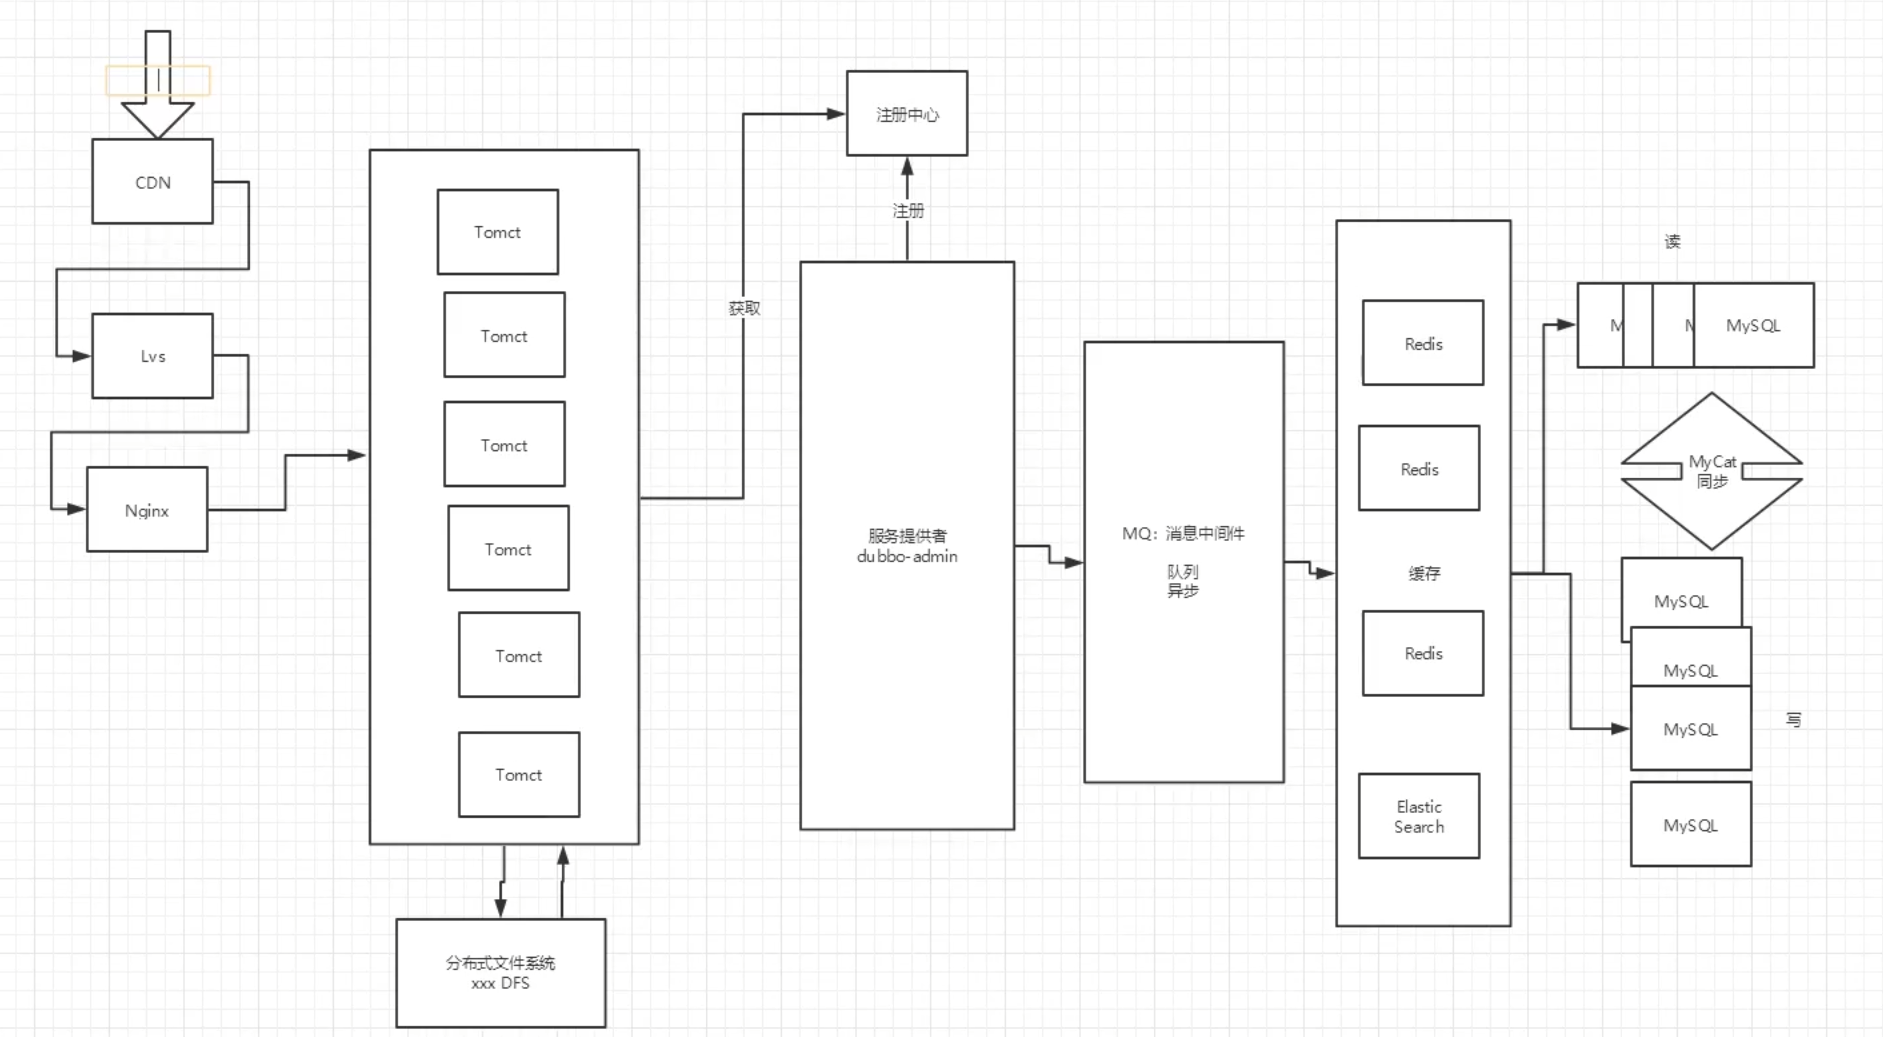 CDN
Lvs
Nginx
Tomct
Tomct
Tomct
Tomct
Tomct
Tomct
分布式文件系统
xxx DFS
获取
注册中心
注册
服务提供者
dubbo-admin
MQ：消息中间件
队列
异步
Redis
Redis
缓存
Redis
Elastic
Search
读
M
M
MySQL
MyCat
同步
MySQL
MySQL
MySQL
写
MySQL